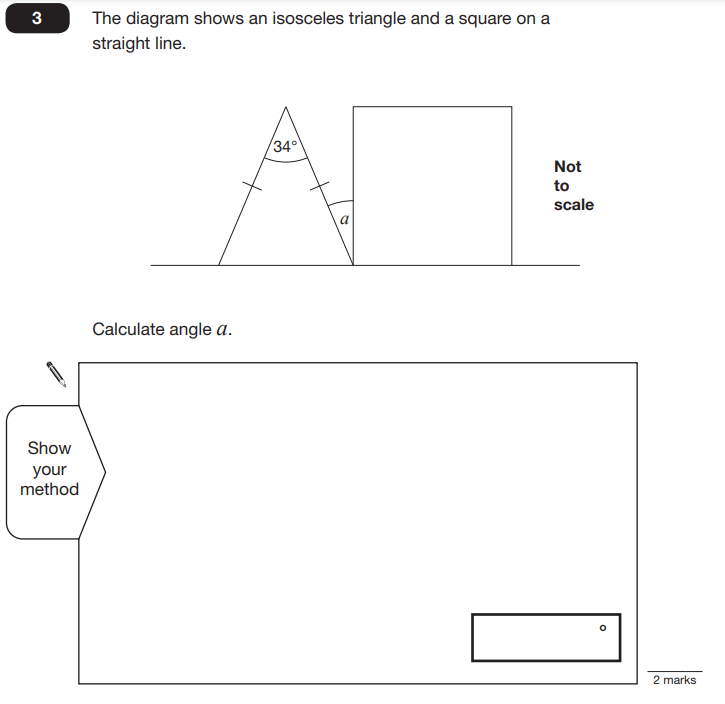 3
The diagram shows an isosceles triangle and a square on a
straight line.
34°
a
Not
to
scale
Calculate angle a.
Show
your
method
°
2 marks